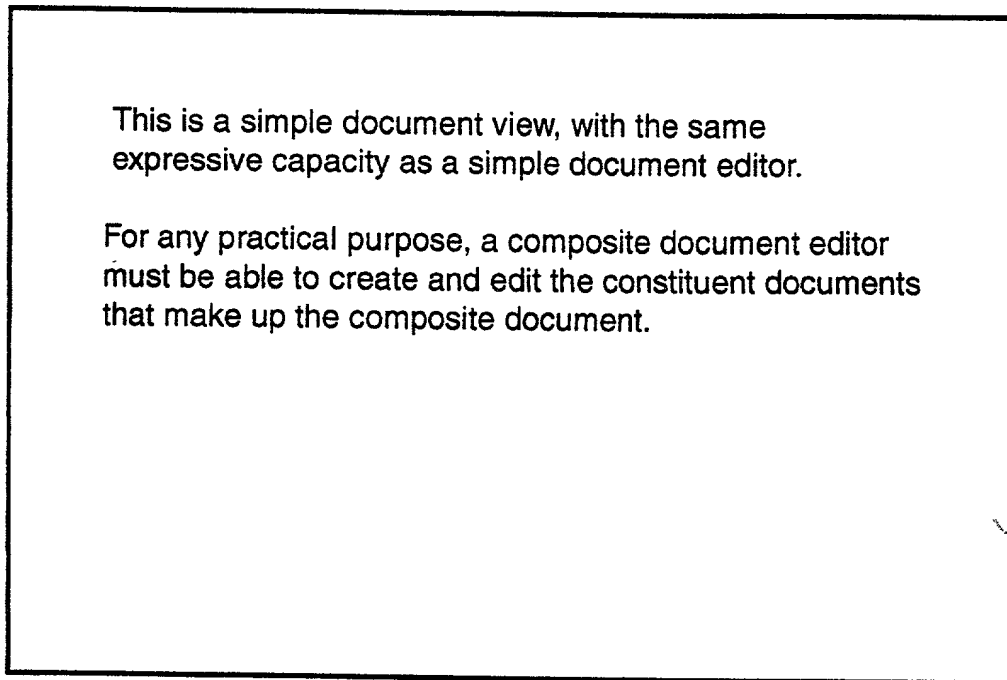 This is a simple document view, with the same
expressive capacity as a simple document editor.
For any practical purpose, a composite document editor
must be able to create and edit the constituent documents
that make up the composite document.